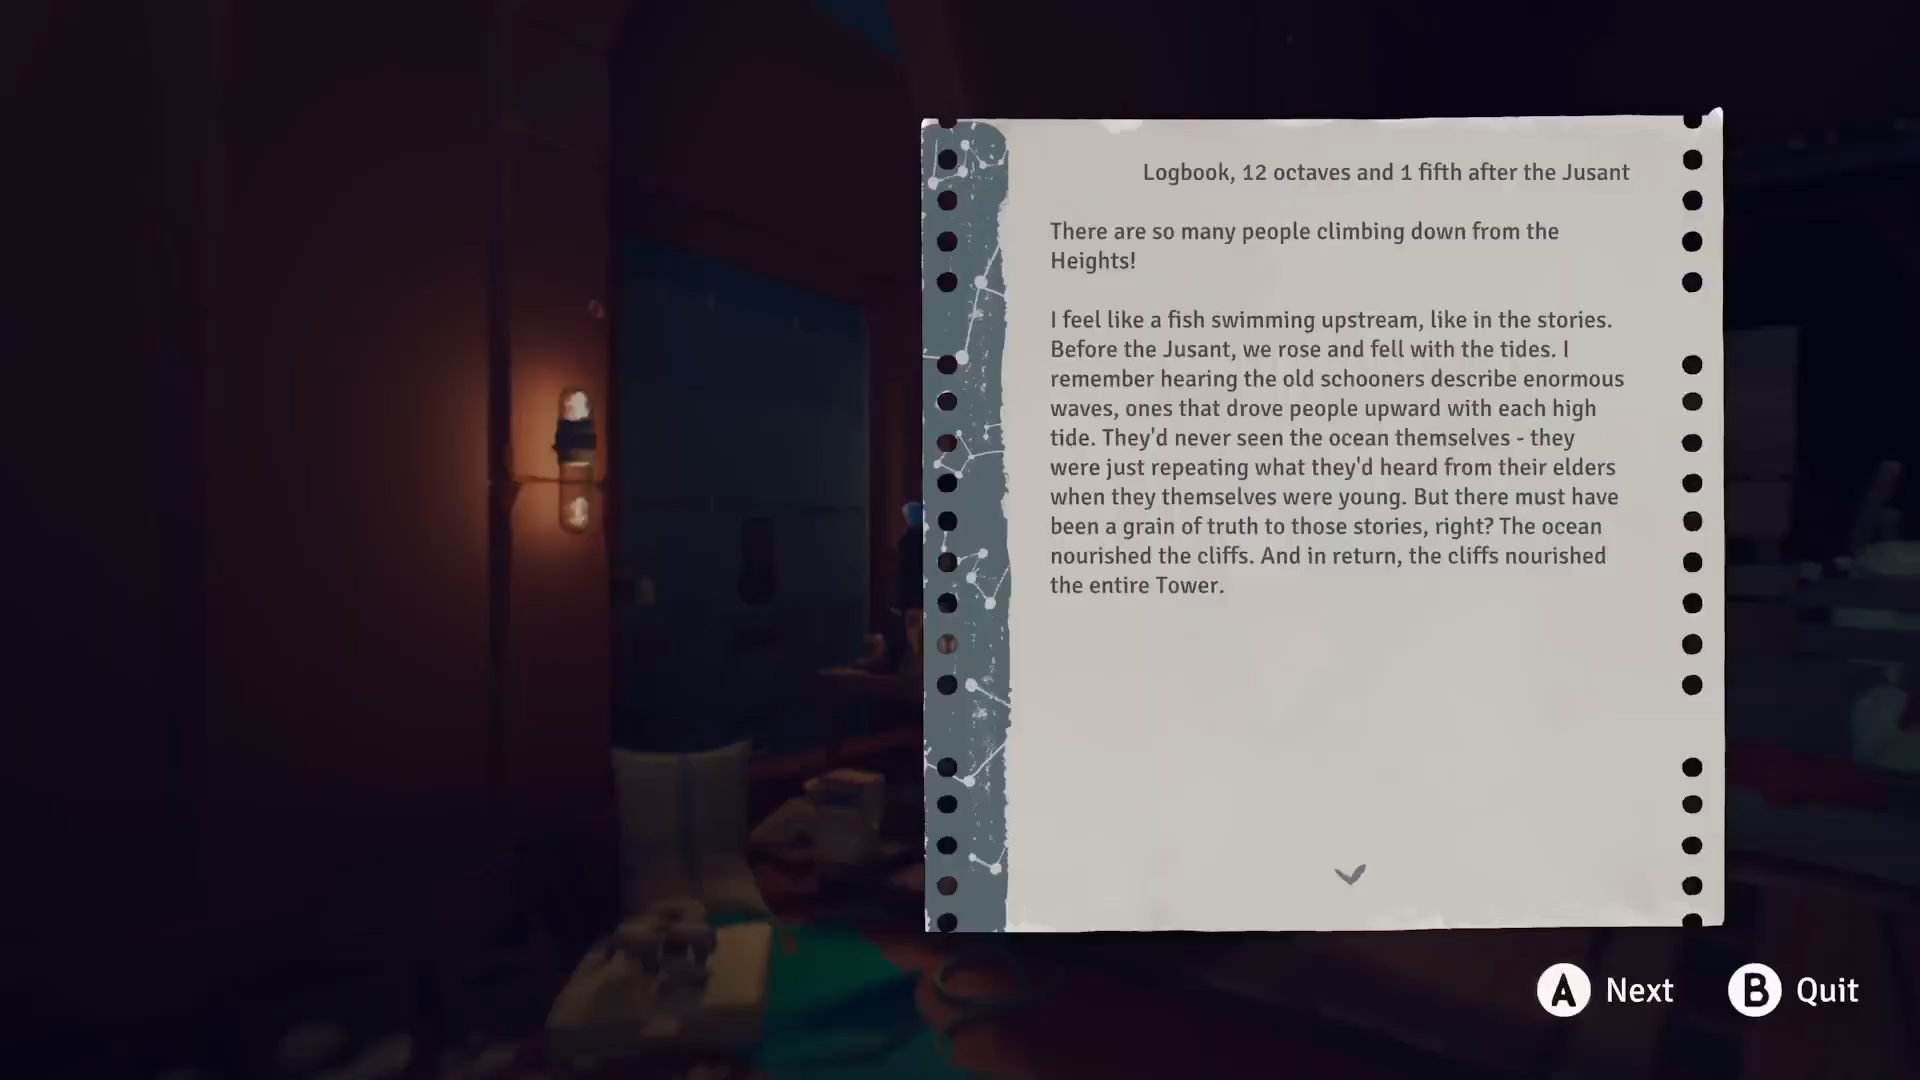 Logbook, 12 octaves and 1 fifth after the Jusant
There are so many people climbing down from the
Heights!
I feel like a fish swimming upstream, like in the stories.
Before the Jusant, we rose and fell with the tides. I
remember hearing the old schooners describe enormous
waves, ones that drove people upward with each high
tide. They'd never seen the ocean themselves - they
were just repeating what they'd heard from their elders
when they themselves were young. But there must have
been a grain of truth to those stories, right? The ocean
nourished the cliffs. And in return, the cliffs nourished
the entire Tower.
A Next B Quit